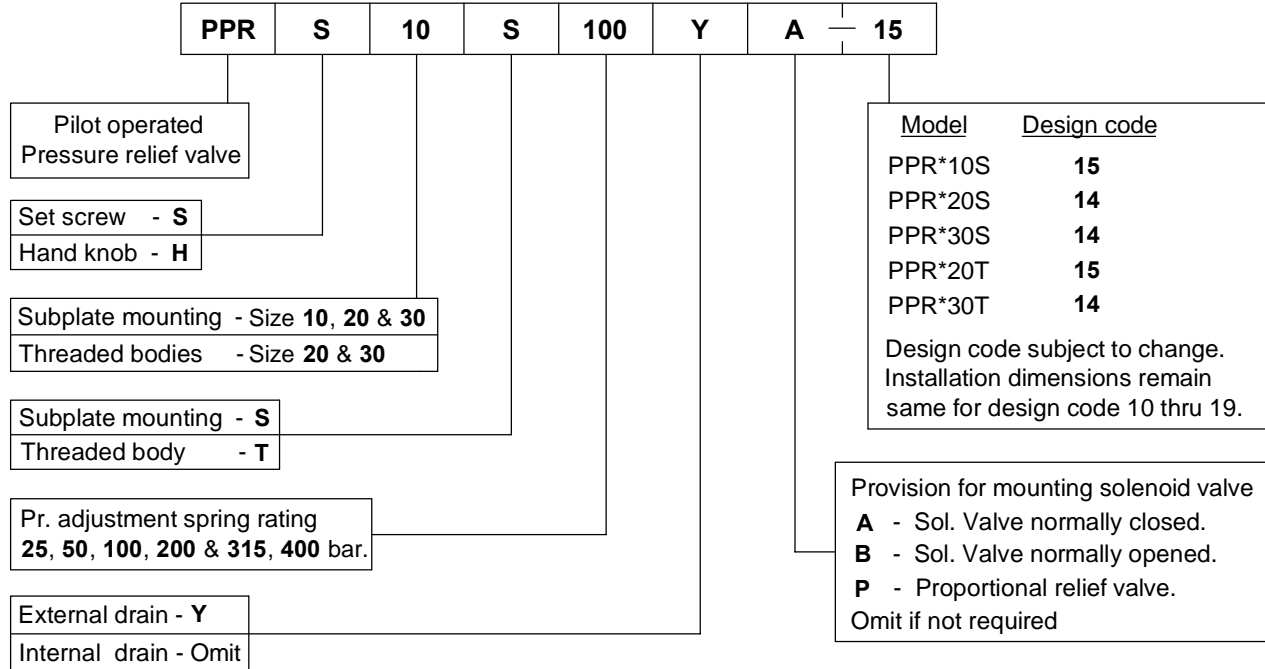 PPR S 10 S 100 Y A — 15
Pilot operated
Pressure relief valve
Set screw - S
Hand knob - H
Subplate mounting - Size 10, 20 & 30
Threaded bodies - Size 20 & 30
Subplate mounting - S
Threaded body - T
Pr. adjustment spring rating
25, 50, 100, 200 & 315, 400 bar.
External drain - Y
Internal drain - Omit
Model Design code
PPR*10S 15
PPR*20S 14
PPR*30S 14
PPR*20T 15
PPR*30T 14
Design code subject to change.
Installation dimensions remain
same for design code 10 thru 19.
Provision for mounting solenoid valve
A - Sol. Valve normally closed.
B - Sol. Valve normally opened.
P - Proportional relief valve.
Omit if not required